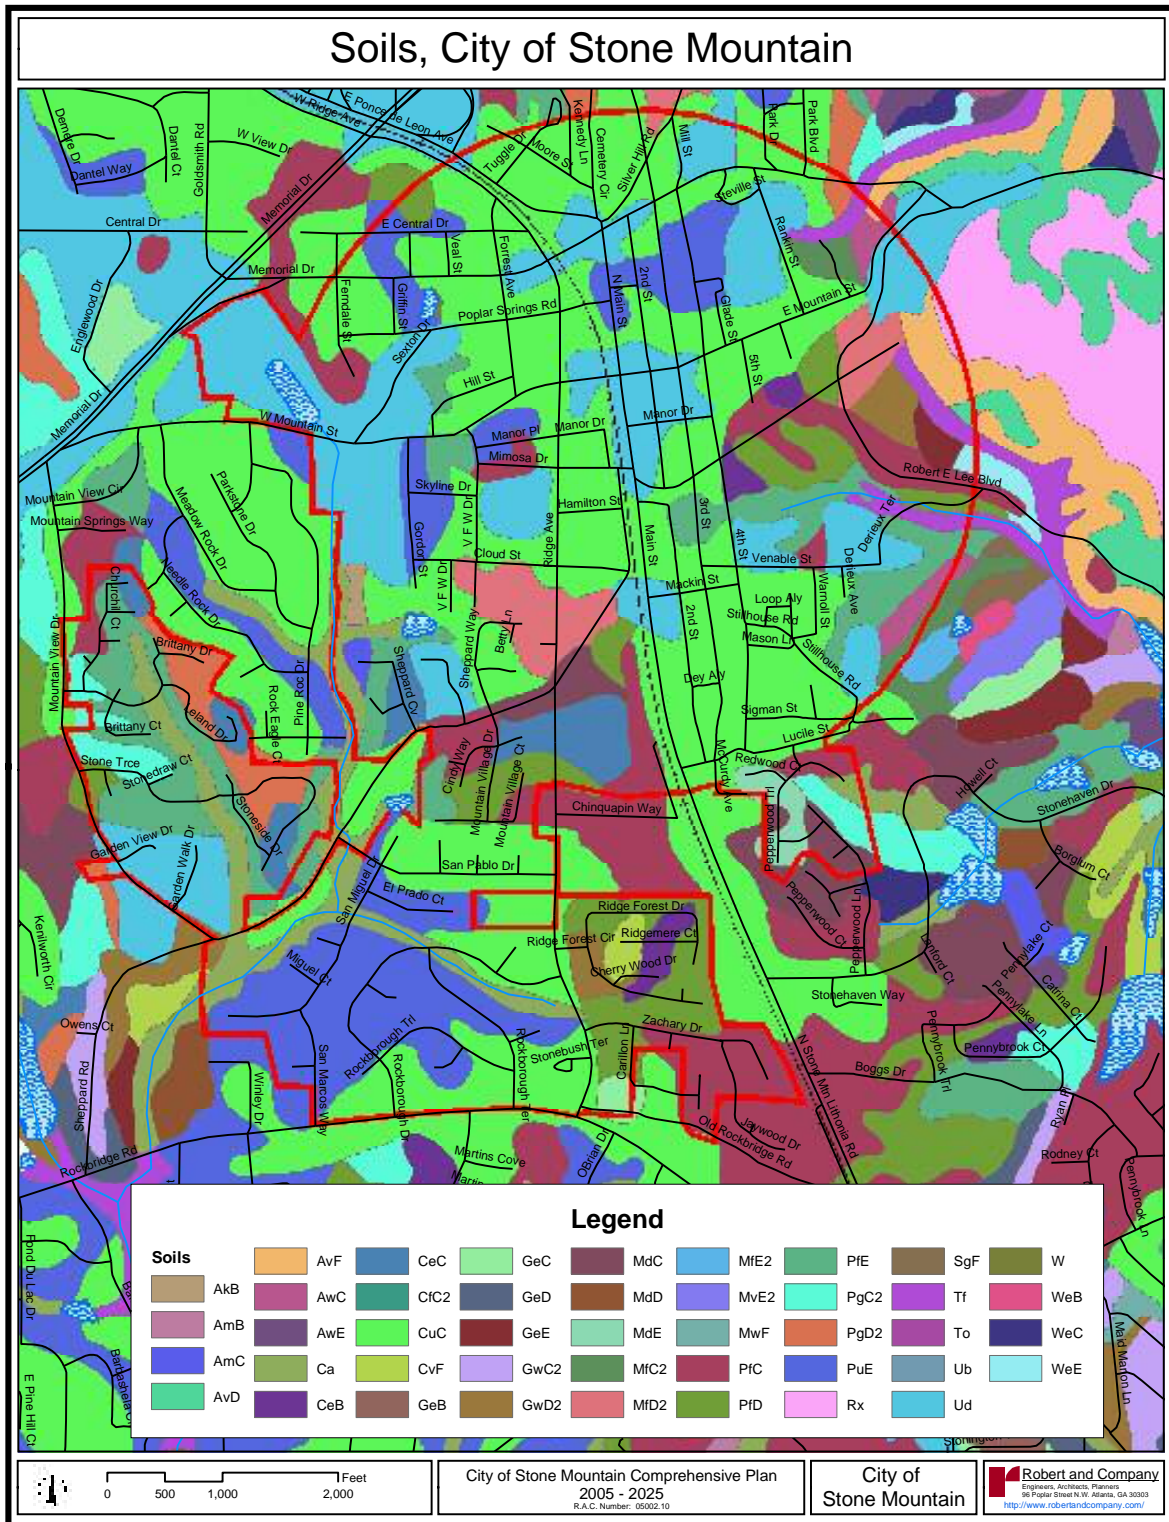 Soils, City of Stone Mountain
E Ponce de Leon Ave
W Ridge Ave
Demere Dr
Dantel Ct
Goldsmith Rd
W View Dr
Dantel Way
Memorial Dr
Tuggle Dr
Moore St
Kennedy Ln
Cemetery Cir
Silver Hill Rd
Mill St
Park Dr
Park Blvd
Steville St
Rankin St
Central Dr
E Central Dr
Veal St
Forrest Ave
Memorial Dr
Ferndale St
Griffin St
Poplar Springs Rd
N Main St
2nd St
Glade St
E Mountain St
Englewood Dr
Sexton Dr
Hill St
5th St
Memorial Dr
W Mountain St
Manor Pl
Manor Dr
Manor Dr
Mimosa Dr
Robert E Lee Blvd
Mountain View Cir
Mountain Springs Way
Meadow Rock Dr
Parkstone Dr
Skyline Dr
Gordon St
V F W Dr
Hamilton St
Ridge Ave
Cloud St
Main St
3rd St
4th St
Venable St
Derieux Ter
Derieux Ave
Mackin St
Warnoll St
Loop Aly
Stillhouse Rd
Mason Ln
Stillhouse Rd
Churchill Ct
Needle Rock Dr
V F W Dr
Sheppard Way
Betty Ln
2nd St
Mountain View Dr
Brittany Dr
Pine Roc Dr
Rock Eagle Ct
Sheppard Cv
Dey Aly
Sigman St
Lucile St
Leland Dr
Brittany Ct
Stone Trce
Stonedraw Ct
Stoneside Dr
Cindy Way
Mountain Village Dr
Mountain Village Ct
McCurdy Ave
Redwood Ct
Howell Ct
Stonehaven Dr
Chinquapin Way
Pepperwood Trl
Borglum Ct
Garden View Dr
Garden Walk Dr
San Pablo Dr
San Miguel Dr
El Prado Ct
Pepperwood Ct
Pepperwood Ln
Kenilworth Cir
Ridge Forest Dr
Ridge Forest Cir
Ridgemere Ct
Cherry Wood Dr
Miguel Ct
Lanford Ct
Pennylake Ct
Catrina Ct
Pennylake Ln
Stonehaven Way
Owens Ct
Zachary Dr
Carillon Ln
N Stone Mtn Lithonia Rd
Pennybrook Trl
Pennybrook Ct
Rockborough Trl
Rockborough Ter
Stonebush Ter
Boggs Dr
Sheppard Rd
Winley Dr
San Marcos Way
Rockborough Dr
Ryan Pl
Jaywood Dr
Old Rockbridge Rd
OBrian Dr
Rockbridge Rd
Martins Cove
Rodney Ct
Pennybrook Ln
Fond Du Lac Dr
Barbashela
E Pine Hill Ct
Maid Marion Ln
Legend
Soils
AkB
AmB
AmC
AvD
AvF
AwC
AwE
Ca
CeB
CeC
CfC2
CuC
CvF
GeB
GeC
GeD
GeE
GwC2
GwD2
MdC
MdD
MdE
MfC2
MfD2
MfE2
MvE2
MwF
PfC
PfD
PfE
PgC2
PgD2
PuE
Rx
SgF
Tf
To
Ub
Ud
W
WeB
WeC
WeE
Feet
0 500 1,000 2,000
City of Stone Mountain Comprehensive Plan
2005 - 2025
R.A.C. Number: 05002.10
City of
Stone Mountain
Robert and Company
Engineers, Architects, Planners
96 Poplar Street N.W. Atlanta, GA 30303
http://www.robertandcompany.com/